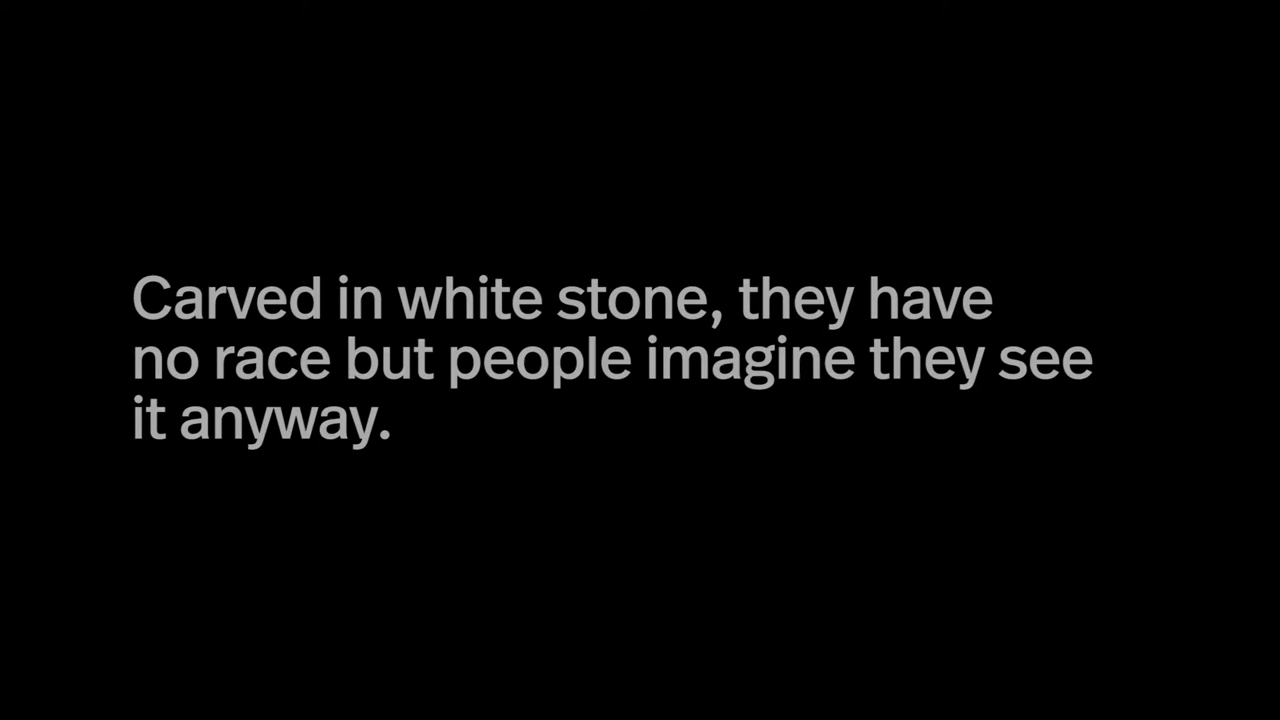 Carved in white stone, they have
no race but people imagine they see
it anyway.